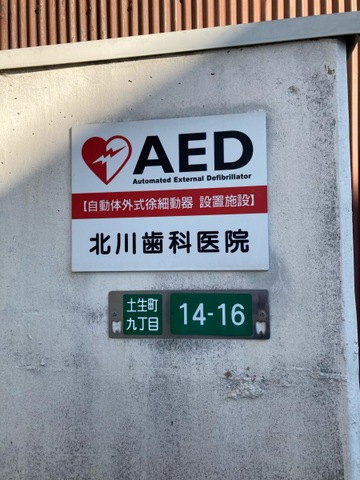 AED
Automated External Defibrillator
【自動体外式徐細動器 設置施設】
北川歯科医院
土生町
九丁目
14-16